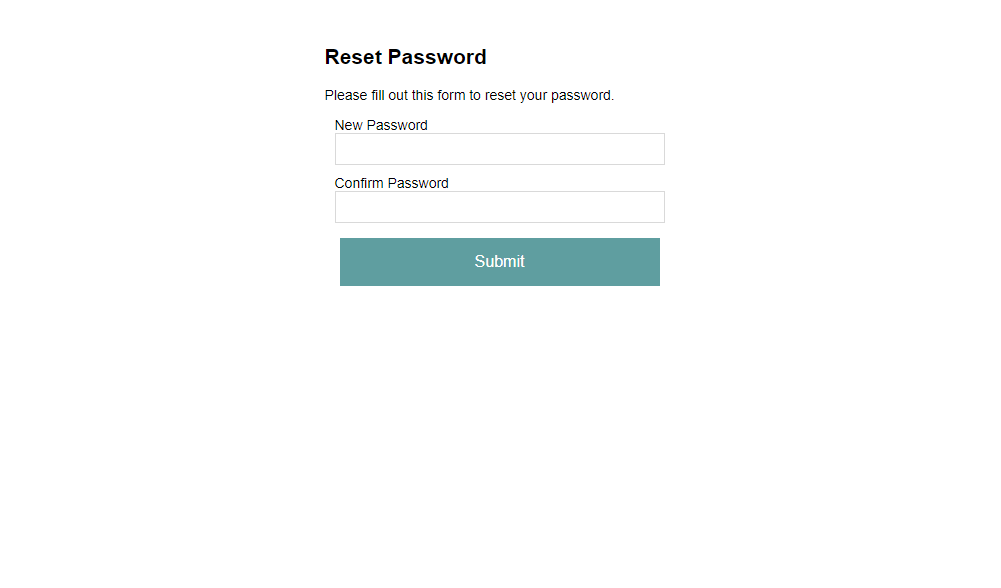 Reset Password
Please fill out this form to reset your password.
New Password
Confirm Password
Submit